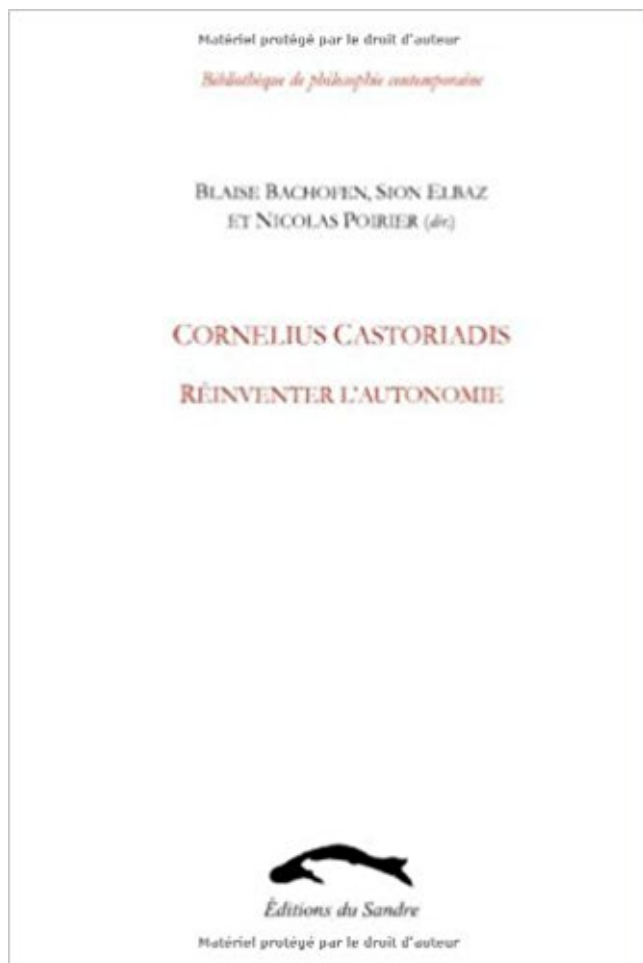 Matériel protégé par le droit d'auteur
Bibliothèque de philosophie contemporaine
BLAISE BACHOFEN, SION ELBAZ
ET NICOLAS POIRIER (dir.)
CORNELIUS CASTORIADIS
RÉINVENTER L'AUTONOMIE
Éditions du Sandre
Matériel protégé par le droit d'auteur